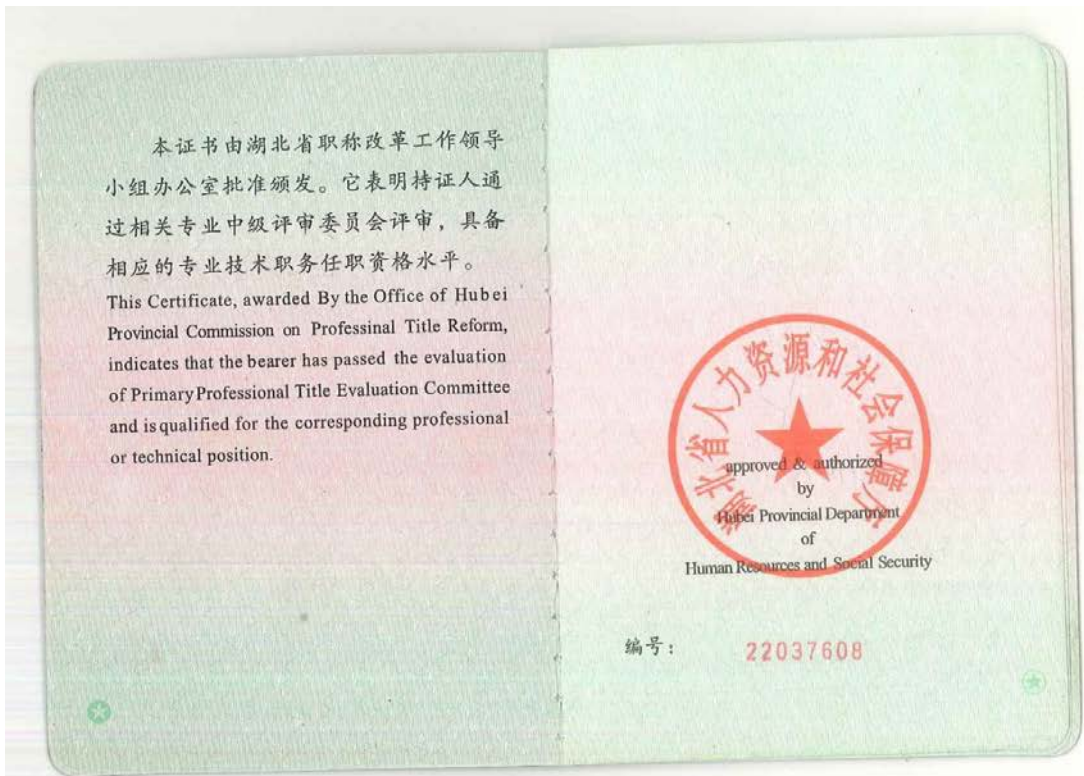 本证书由湖北省职称改革工作领导
小组办公室批准颁发。它表明持证人通
过相关专业中级评审委员会评审，具备
相应的专业技术职务任职资格水平。
This Certificate, awarded By the Office of Hubei
Provincial Commission on Professinal Title Reform,
indicates that the bearer has passed the evaluation
of Primary Professional Title Evaluation Committee
and is qualified for the corresponding professional
or technical position.
湖北省人力资源和社会保障厅
approved & authorized
by
Hubei Provincial Department
of
Human Resources and Social Security
编号：22037608